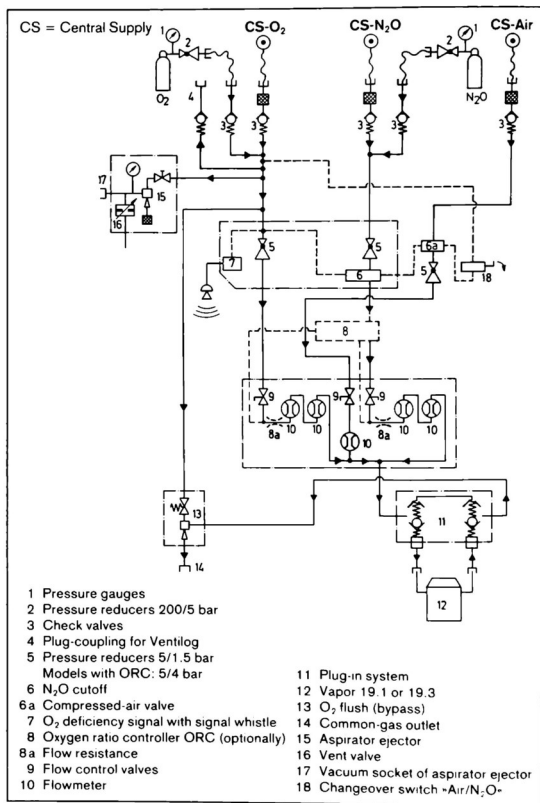 CS = Central Supply
CS-O₂
CS-N₂O
CS-Air
1
2
2
1
O₂
N₂O
4
3
3
3
3
3
17
15
16
5
5
6a
5
18
7
6
8
9
9
9
8a
10
10
10
8a
10
10
13
14
11
12
1 Pressure gauges
2 Pressure reducers 200/5 bar
3 Check valves
4 Plug-coupling for Ventilog
5 Pressure reducers 5/1.5 bar
Models with ORC: 5/4 bar
6 N₂O cutoff
6a Compressed-air valve
7 O₂ deficiency signal with signal whistle
8 Oxygen ratio controller ORC (optionally)
8a Flow resistance
9 Flow control valves
10 Flowmeter
11 Plug-in system
12 Vapor 19.1 or 19.3
13 O₂ flush (bypass)
14 Common-gas outlet
15 Aspirator ejector
16 Vent valve
17 Vacuum socket of aspirator ejector
18 Changeover switch "Air/N₂O"